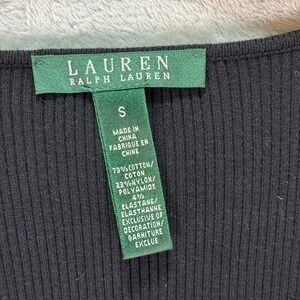 LAUREN
RALPH LAUREN
S
MADE IN
CHINA
FABRIQUE EN
CHINE
73%COTTON/
COTON
23%NYLON/
POLYAMIDE
4%
ELASTANE/
ELASTHANNE
EXCLUSIVE OF
DECORATION/
GARNITURE
EXCLUE